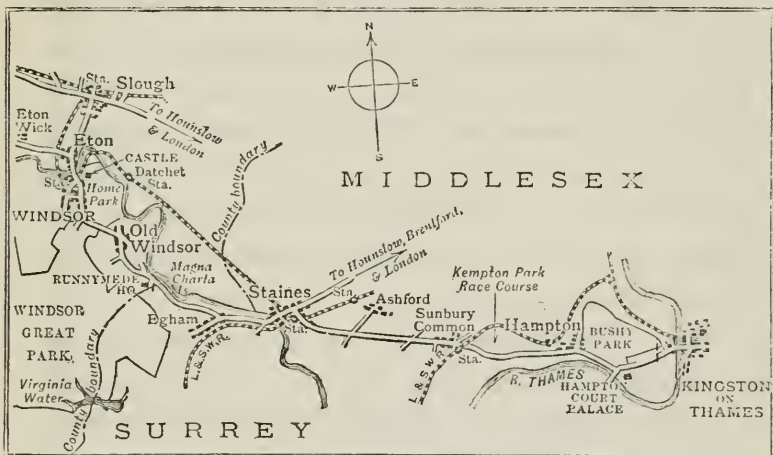 N
W
E
S
MIDDLESEX
SURREY
Sta.
Slough
To Hounslow
& London
Eton
Wick
Eton
CASTLE
Datchet
Sta.
Sta.
Home
Park
WINDSOR
County boundary
Old
Windsor
RUNNYMEDE
HO.
Magna
Charta
Is.
WINDSOR
GREAT
PARK.
Virginia
Water
County boundary
Egham
L. & S.W.R.
Staines
Sta.
To Hounslow, Brentford,
& London
Sta.
Ashford
Kempton Park
Race Course
Sunbury
Common
Hampton
L. & S.W.R.
Sta.
R. THAMES
BUSHY
PARK
HAMPTON
COURT
PALACE
KINGSTON
ON
THAMES